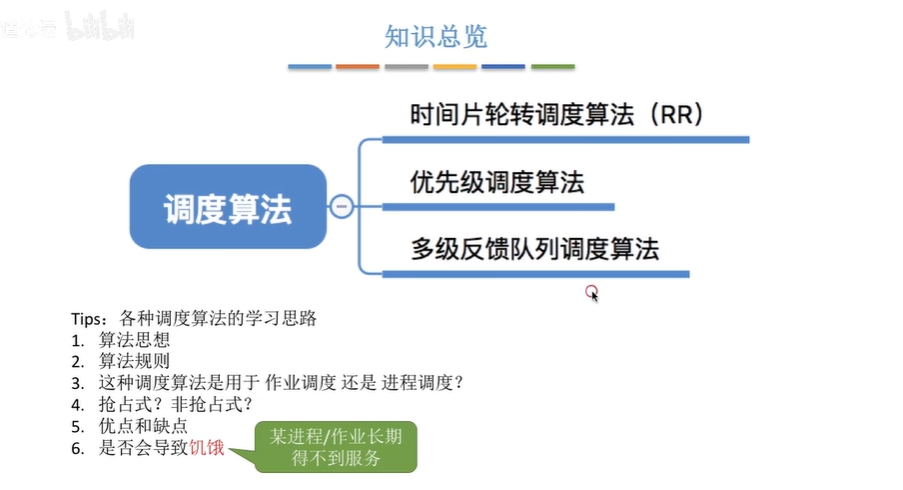 知识总览
调度算法
时间片轮转调度算法（RR）
优先级调度算法
多级反馈队列调度算法
Tips：各种调度算法的学习思路
1. 算法思想
2. 算法规则
3. 这种调度算法是用于 作业调度 还是 进程调度？
4. 抢占式？非抢占式？
5. 优点和缺点
6. 是否会导致饥饿
某进程/作业长期
得不到服务